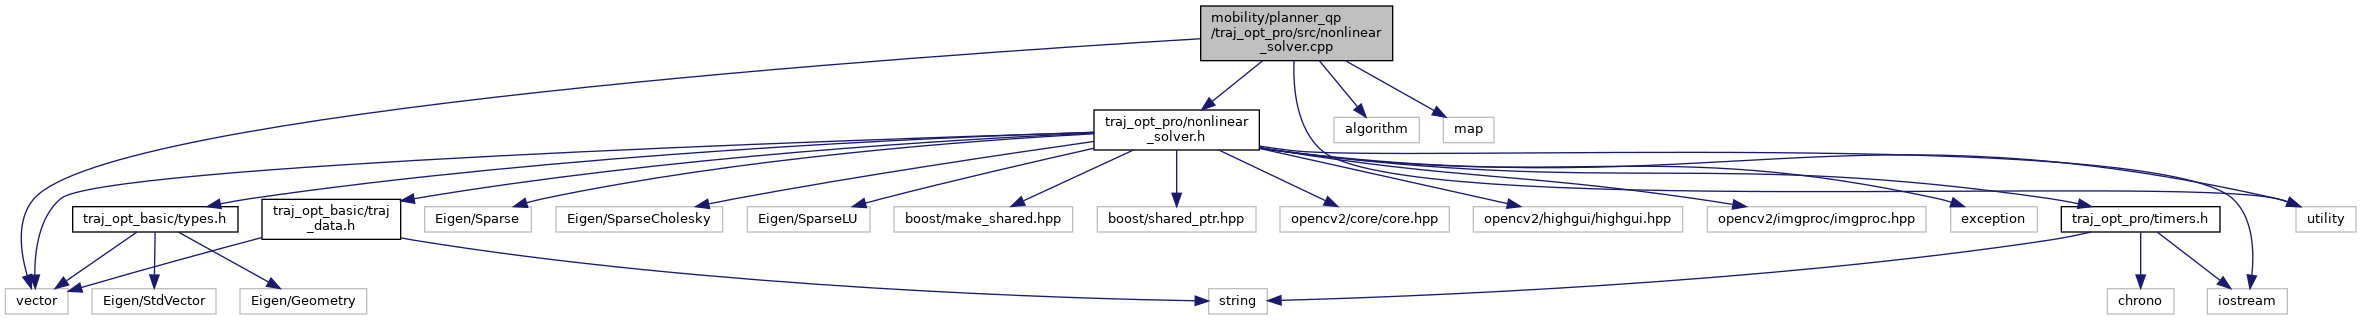 mobility/planner_qp
/traj_opt_pro/src/nonlinear
_solver.cpp
traj_opt_pro/nonlinear
_solver.h
algorithm
map
traj_opt_basic/types.h
traj_opt_basic/traj
_data.h
Eigen/Sparse
Eigen/SparseCholesky
Eigen/SparseLU
boost/make_shared.hpp
boost/shared_ptr.hpp
opencv2/core/core.hpp
opencv2/highgui/highgui.hpp
opencv2/imgproc/imgproc.hpp
exception
traj_opt_pro/timers.h
utility
vector
Eigen/StdVector
Eigen/Geometry
string
chrono
iostream